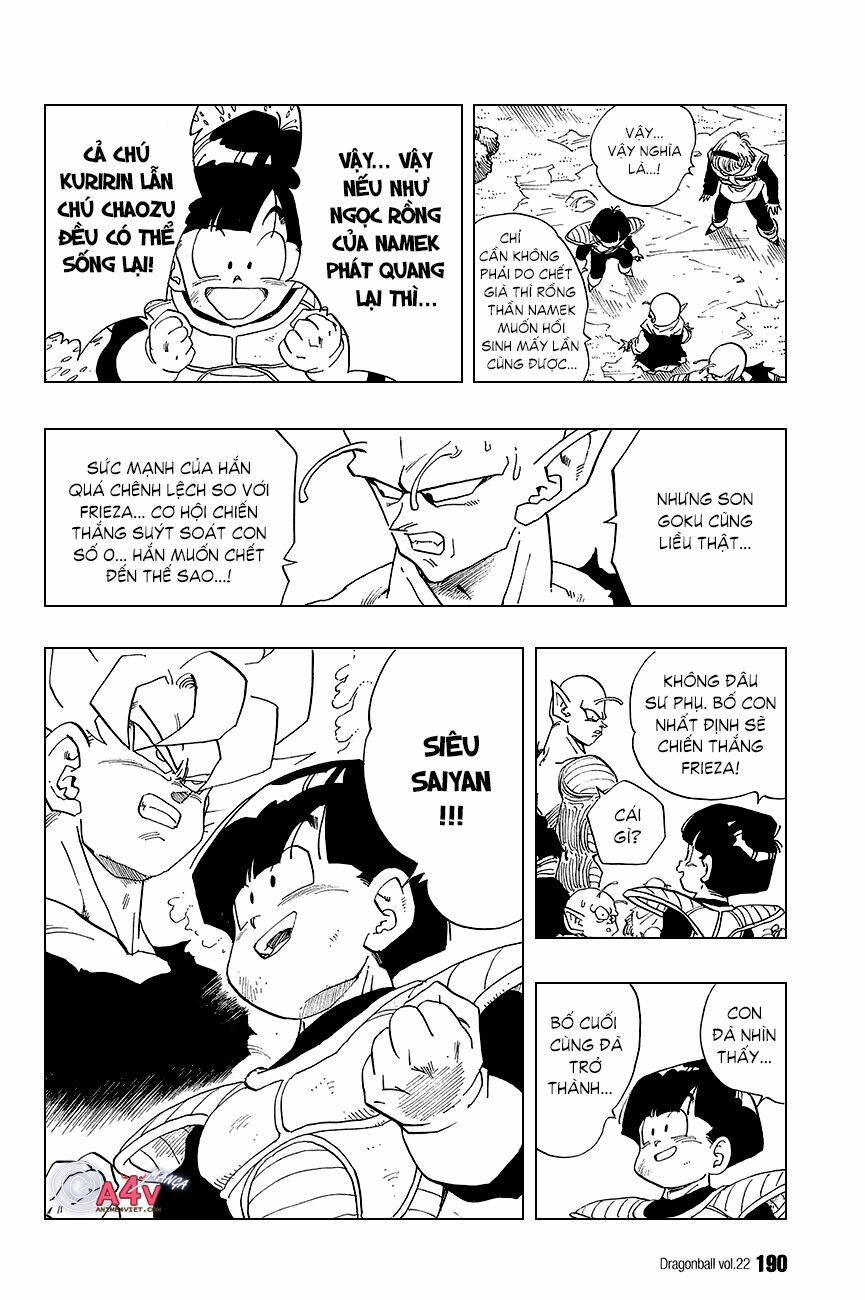 VẬY...
VẬY NGHĨA
LÀ...!
CHỈ
CẦN KHÔNG
PHẢI DO CHẾT
GIÀ THÌ RỒNG
THẦN NAMEK
MUỐN HỒI
SINH MẤY LẦN
CŨNG ĐƯỢC...
VẬY... VẬY
NẾU NHƯ
NGỌC RỒNG
CỦA NAMEK
PHÁT QUANG
LẠI THÌ...
CẢ CHÚ
KURIRIN LẪN
CHÚ CHAOZU
ĐỀU CÓ THỂ
SỐNG LẠI!
NHƯNG SON
GOKU CŨNG
LIỀU THẬT...
SỨC MẠNH CỦA HẮN
QUÁ CHÊNH LỆCH SO VỚI
FRIEZA... CƠ HỘI CHIẾN
THẮNG SUÝT SOÁT CON
SỐ 0... HẮN MUỐN CHẾT
ĐẾN THẾ SAO...!
KHÔNG ĐÂU
SƯ PHỤ. BỐ CON
NHẤT ĐỊNH SẼ
CHIẾN THẮNG
FRIEZA!
CÁI
GÌ?
CON
ĐÃ NHÌN
THẤY...
BỐ CUỐI
CÙNG ĐÃ
TRỞ
THÀNH...
SIÊU
SAIYAN
!!!
A4V
MANGA
ANIME4VIET.COM
Dragonball vol.22 190